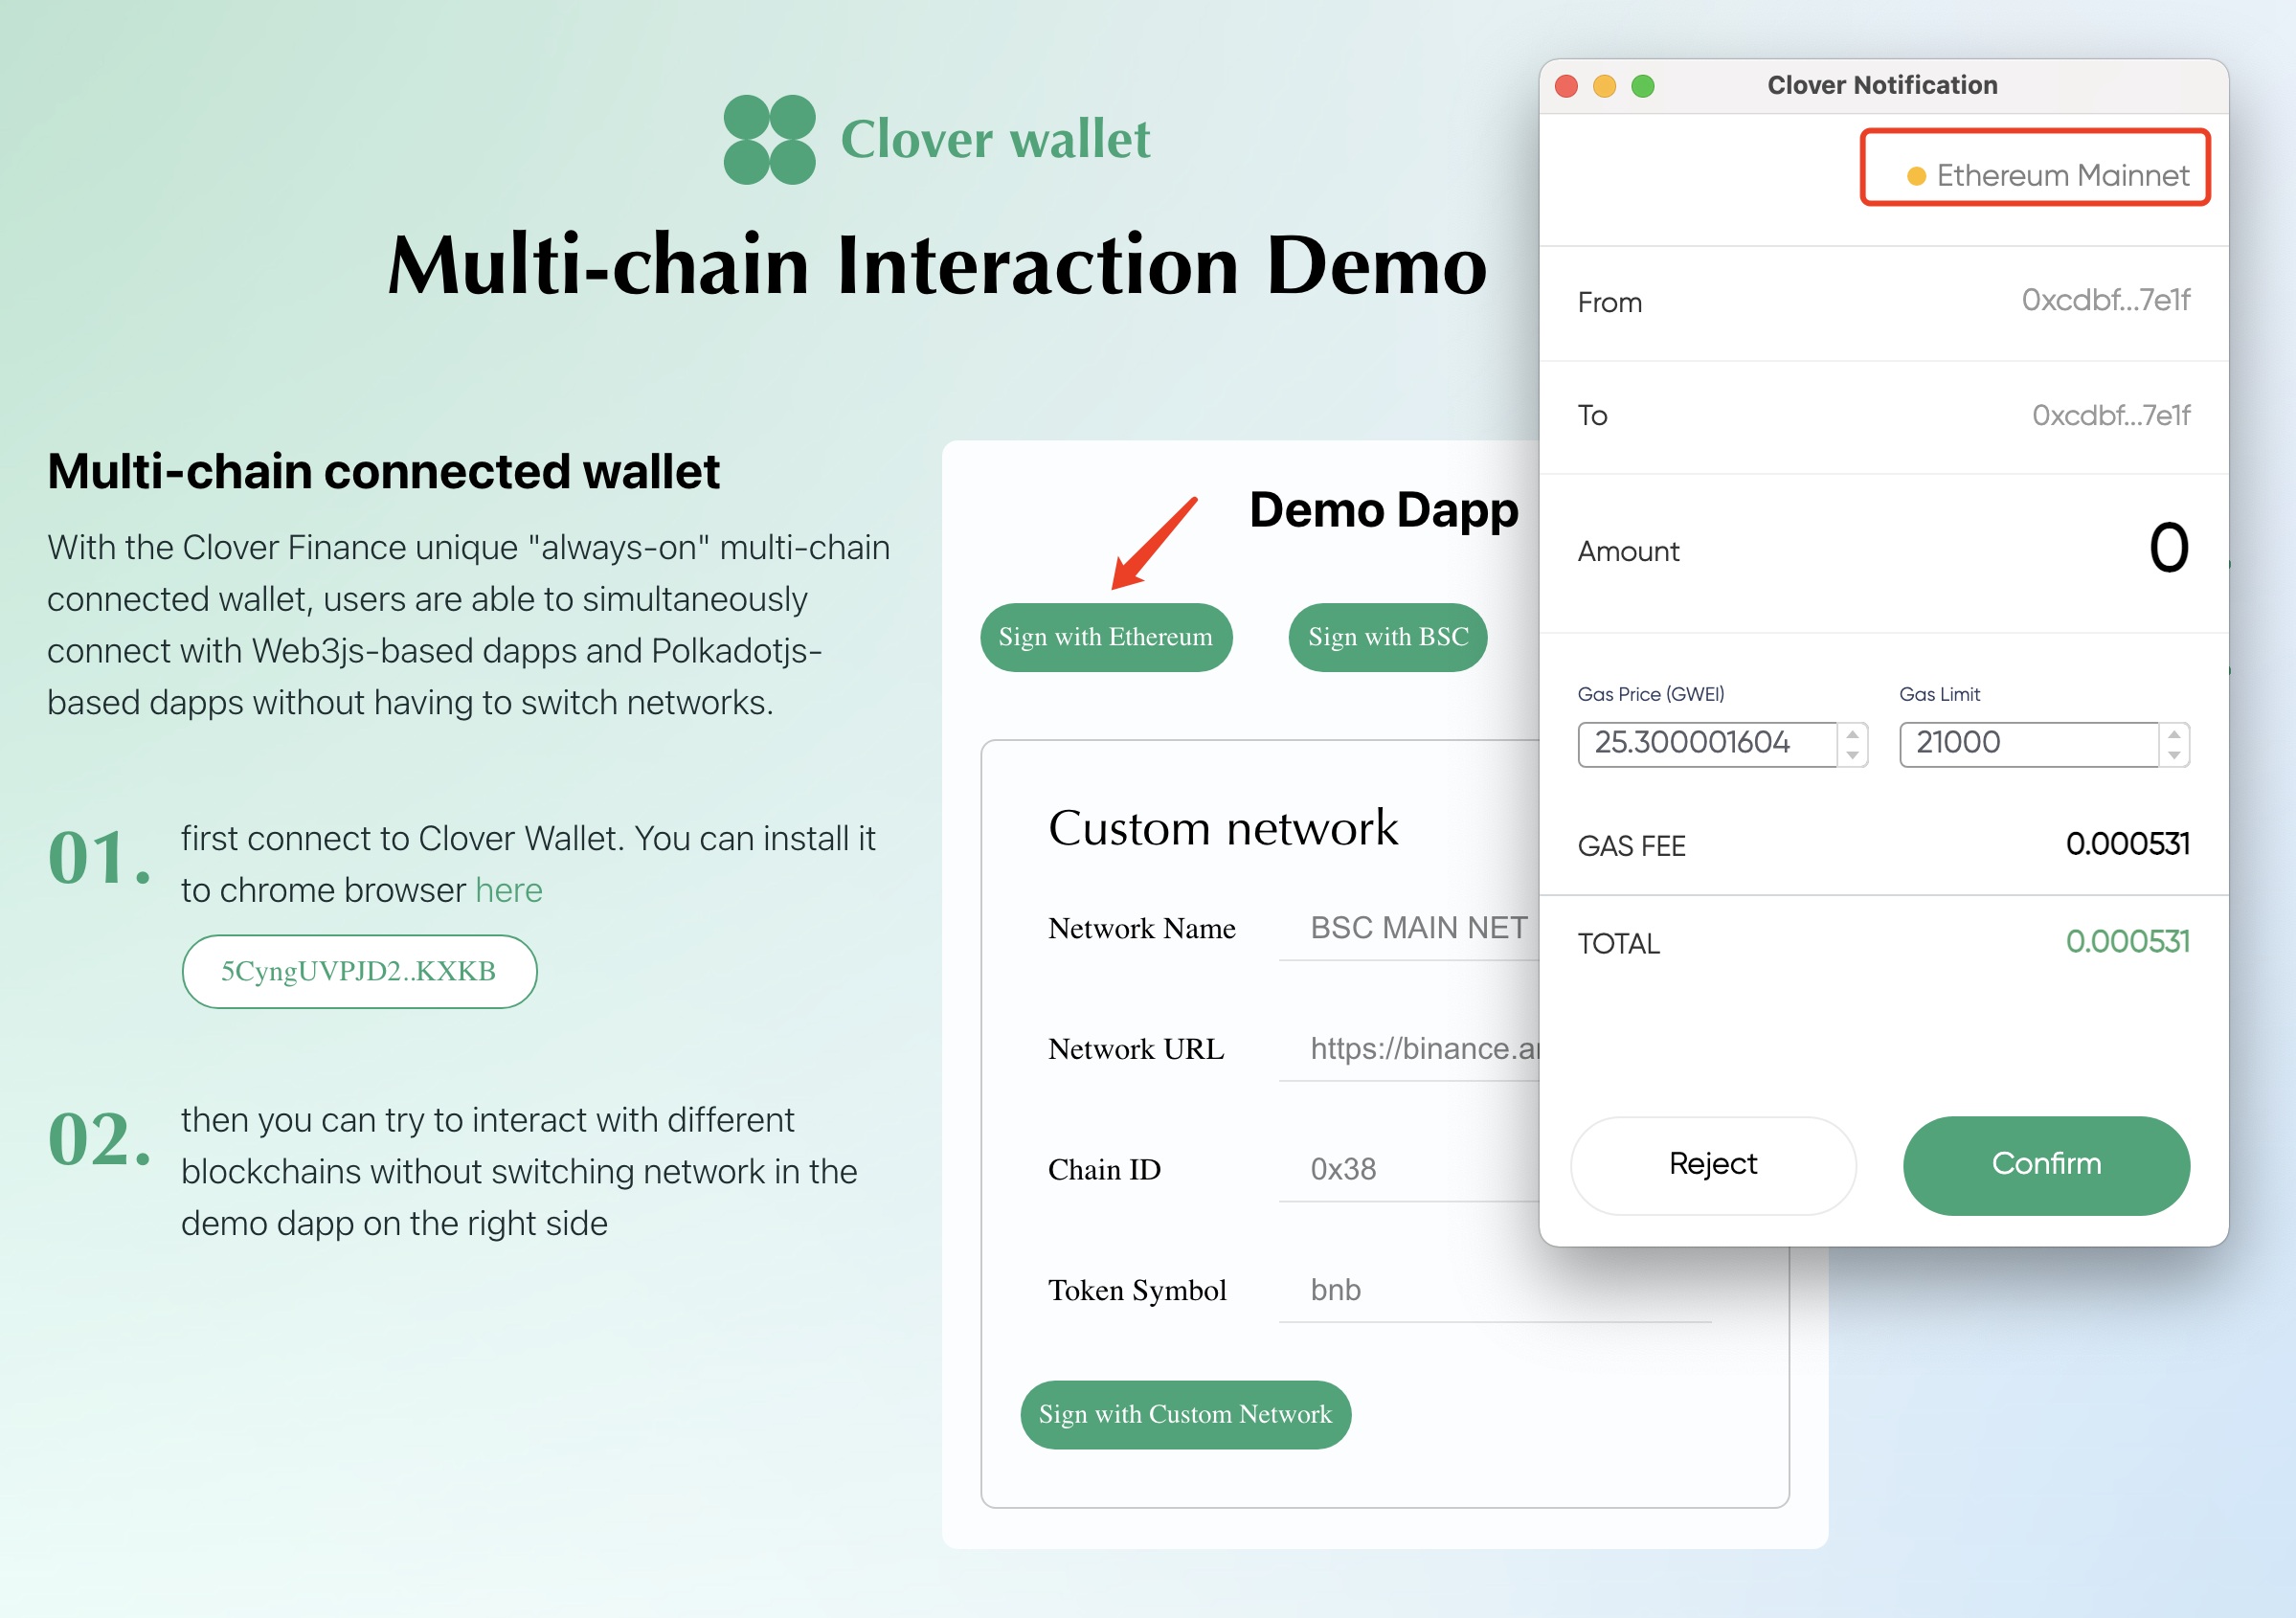 Clover wallet
Multi-chain Interaction Demo
Multi-chain connected wallet
With the Clover Finance unique "always-on" multi-chain
connected wallet, users are able to simultaneously
connect with Web3js-based dapps and Polkadotjs-
based dapps without having to switch networks.
01.
first connect to Clover Wallet. You can install it
to chrome browser here
5CyngUVPJD2..KXKB
02.
then you can try to interact with different
blockchains without switching network in the
demo dapp on the right side
Demo Dapp
Sign with Ethereum
Sign with BSC
Custom network
Network Name BSC MAIN NET
Network URL https://binance.
Chain ID 0x38
Token Symbol bnb
Sign with Custom Network
Clover Notification
Ethereum Mainnet
From 0xcdbf...7e1f
To 0xcdbf...7e1f
Amount 0
Gas Price (GWEI) Gas Limit
25.300001604 21000
GAS FEE 0.000531
TOTAL 0.000531
Reject Confirm